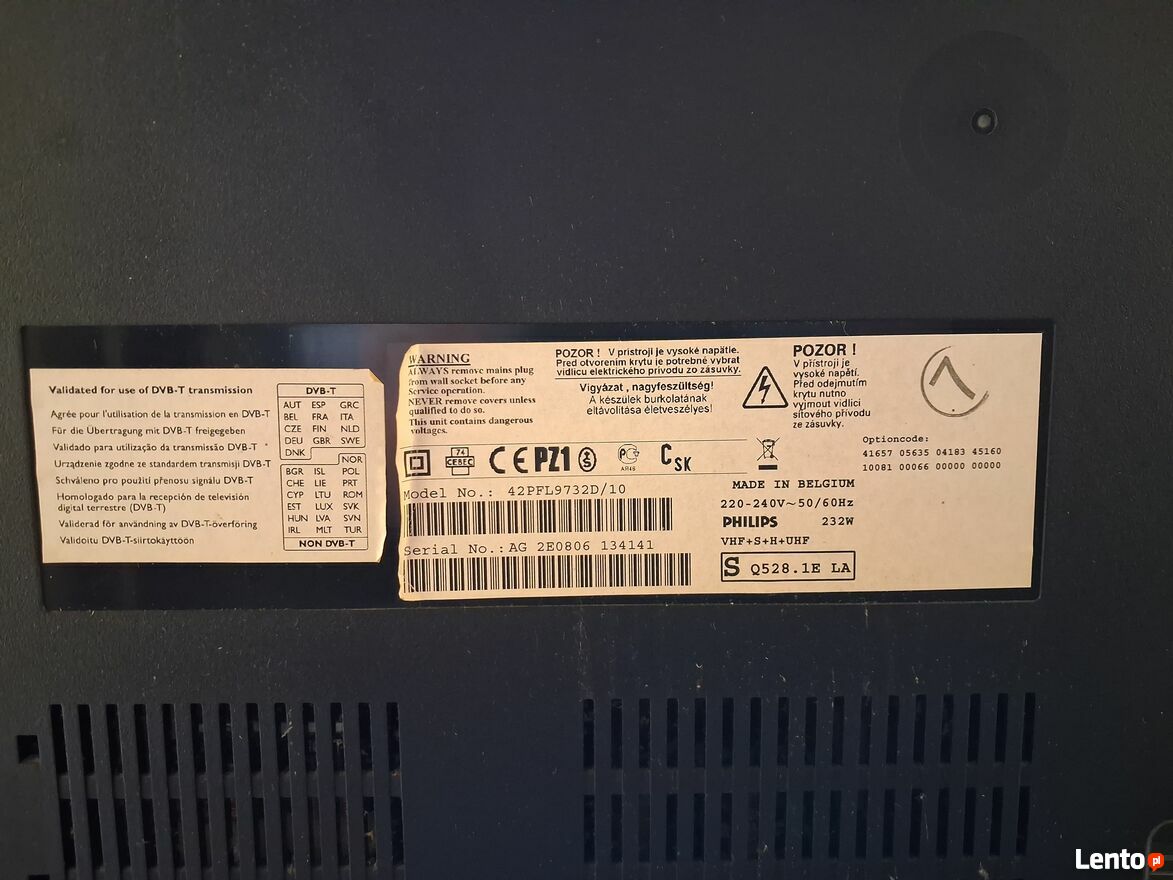 Validated for use of DVB-T transmission
Agrée pour l'utilisation de la transmission en DVB-T
Für die Übertragung mit DVB-T freigegeben
Validado para utização da transmissão DVB-T
Urządzenie zgodne ze standardem transmisji DVB-T
Schváleno pro použití přenosu signálu DVB-T
Homologado para la recepción de televisión
digital terrestre (DVB-T)
Validerad för användning av DVB-T-överföring
Validoitu DVB-T-siirtokäyttöön
DVB-T
AUT ESP GRC
BEL FRA ITA
CZE FIN NLD
DEU GBR SWE
DNK
NOR
BGR ISL POL
CHE LIE PRT
CYP LTU ROM
EST LUX SVK
HUN LVA SVN
IRL MLT TUR
NON DVB-T
WARNING
ALWAYS remove mains plug
from wall socket before any
Service operation.
NEVER remove covers unless
qualified to do so.
This unit contains dangerous
voltages.
POZOR ! V prístroji je vysoké napätie.
Pred otvorením krytu je potrebné vybrat
vidlicu elektrického prívodu zo zásuvky.
Vigyázat, nagyfeszültség!
A készülek burkolatának
eltávolítása életveszélyes!
POZOR !
V přístroji je
vysoké napětí.
Před odejmutím
krytu nutno
vyjmout vidlici
síťového přívodu
ze zásuvky.
74
CEBEC
CE PZ1 S
PC
AR46
CSK
Optioncode:
41657 05635 04183 45160
10081 00066 00000 00000
Model No.: 42PFL9732D/10
Serial No.: AG 2E0806 134141
MADE IN BELGIUM
220-240V~50/60Hz
PHILIPS 232W
VHF+S+H+UHF
S Q528.1E LA
Lento pl